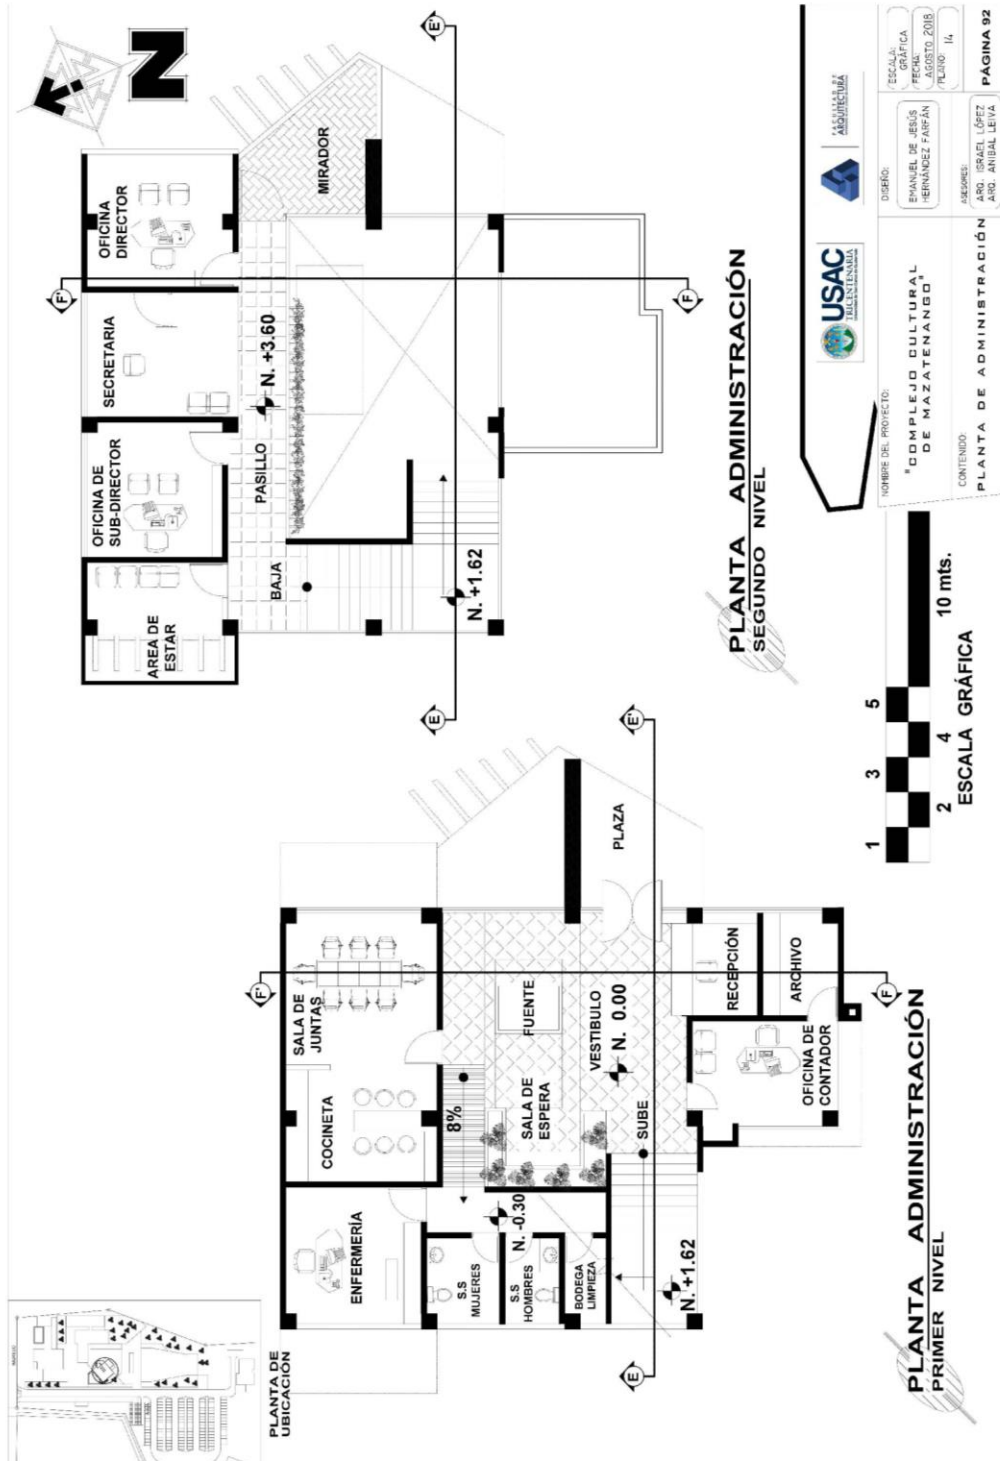 PLANTA DE
UBICACIÓN
ENFERMERÍA
COCINETA
SALA DE
JUNTAS
F'
8%
S.S
MUJERES
N. -0.30
S.S
HOMBRES
SALA DE
ESPERA
FUENTE
BODEGA
LIMPIEZA
VESTIBULO
N. 0.00
PLAZA
SUBE
N. +1.62
E
E'
RECEPCIÓN
ARCHIVO
OFICINA DE
CONTADOR
F
PLANTA ADMINISTRACIÓN
PRIMER NIVEL
N
F'
AREA DE
ESTAR
OFICINA DE
SUB-DIRECTOR
SECRETARIA
OFICINA
DIRECTOR
PASILLO
N. +3.60
MIRADOR
BAJA
N. +1.62
E
E'
F
PLANTA ADMINISTRACIÓN
SEGUNDO NIVEL
1 3 5
2 4 10 mts.
ESCALA GRÁFICA
USAC
TRICENTENARIA
FACULTAD DE
ARQUITECTURA
NOMBRE DEL PROYECTO:
"COMPLEJO CULTURAL
DE MAZATENANGO"
CONTENIDO:
PLANTA DE ADMINISTRACIÓN
DISEÑO:
EMANUEL DE JESÚS
HERNÁNDEZ FARFÁN
ASESORES:
ARQ. ISRAEL LÓPEZ
ARQ. ANIBAL LEIVA
ESCALA:
GRÁFICA
FECHA:
AGOSTO 2018
PLANO: 14
PÁGINA 92